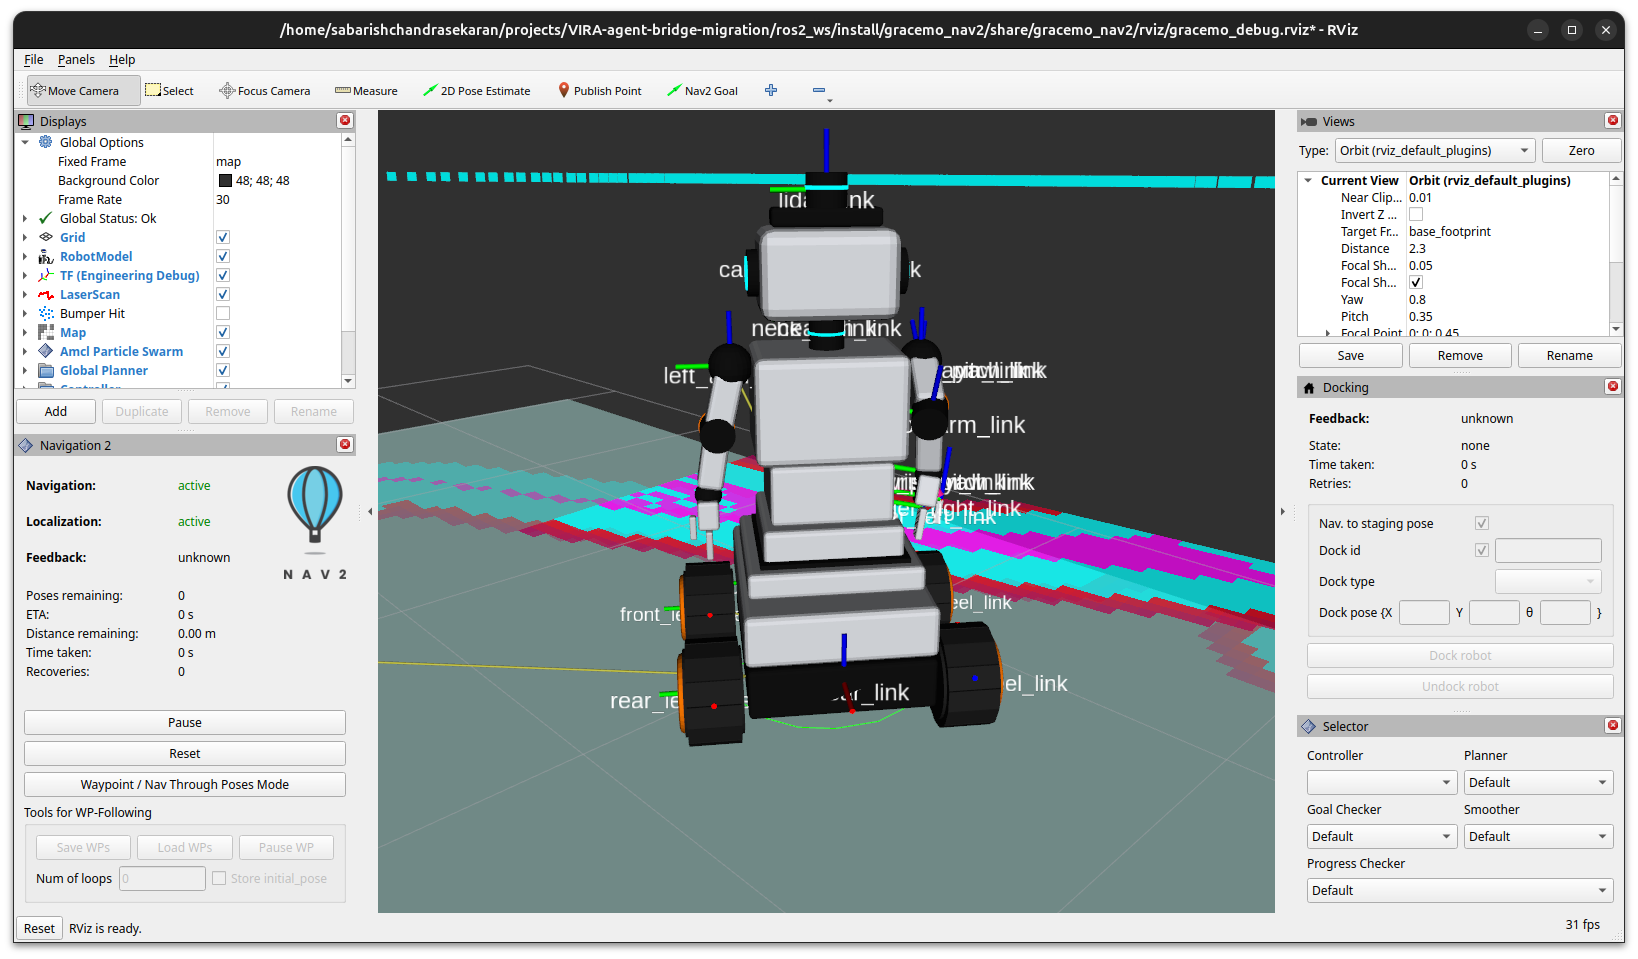 /home/sabarishchandrasekaran/projects/VIRA-agent-bridge-migration/ros2_ws/install/gracemo_nav2/share/gracemo_nav2/rviz/gracemo_debug.rviz* - RViz
File Panels Help
Move Camera Select Focus Camera Measure 2D Pose Estimate Publish Point Nav2 Goal
Displays
Global Options
Fixed Frame map
Background Color 48; 48; 48
Frame Rate 30
Global Status: Ok
Grid
RobotModel
TF (Engineering Debug)
LaserScan
Bumper Hit
Map
Amcl Particle Swarm
Global Planner
Add Duplicate Remove Rename
Navigation 2
Navigation: active
Localization: active
Feedback: unknown
NAV2
Poses remaining: 0
ETA: 0 s
Distance remaining: 0.00 m
Time taken: 0 s
Recoveries: 0
Pause
Reset
Waypoint / Nav Through Poses Mode
Tools for WP-Following
Save WPs Load WPs Pause WP
Num of loops 0 Store initial_pose
Reset RViz is ready.
Views
Type: Orbit (rviz_default_plugins) Zero
Current View Orbit (rviz_default_plugins)
Near Clip... 0.01
Invert Z ...
Target Fr... base_footprint
Distance 2.3
Focal Sh... 0.05
Focal Sh...
Yaw 0.8
Pitch 0.35
Focal Point 0; 0; 0.45
Save Remove Rename
Docking
Feedback: unknown
State: none
Time taken: 0 s
Retries: 0
Nav. to staging pose
Dock id
Dock type
Dock pose {X Y θ }
Dock robot
Undock robot
Selector
Controller Planner
Default
Goal Checker Smoother
Default Default
Progress Checker
Default
31 fps